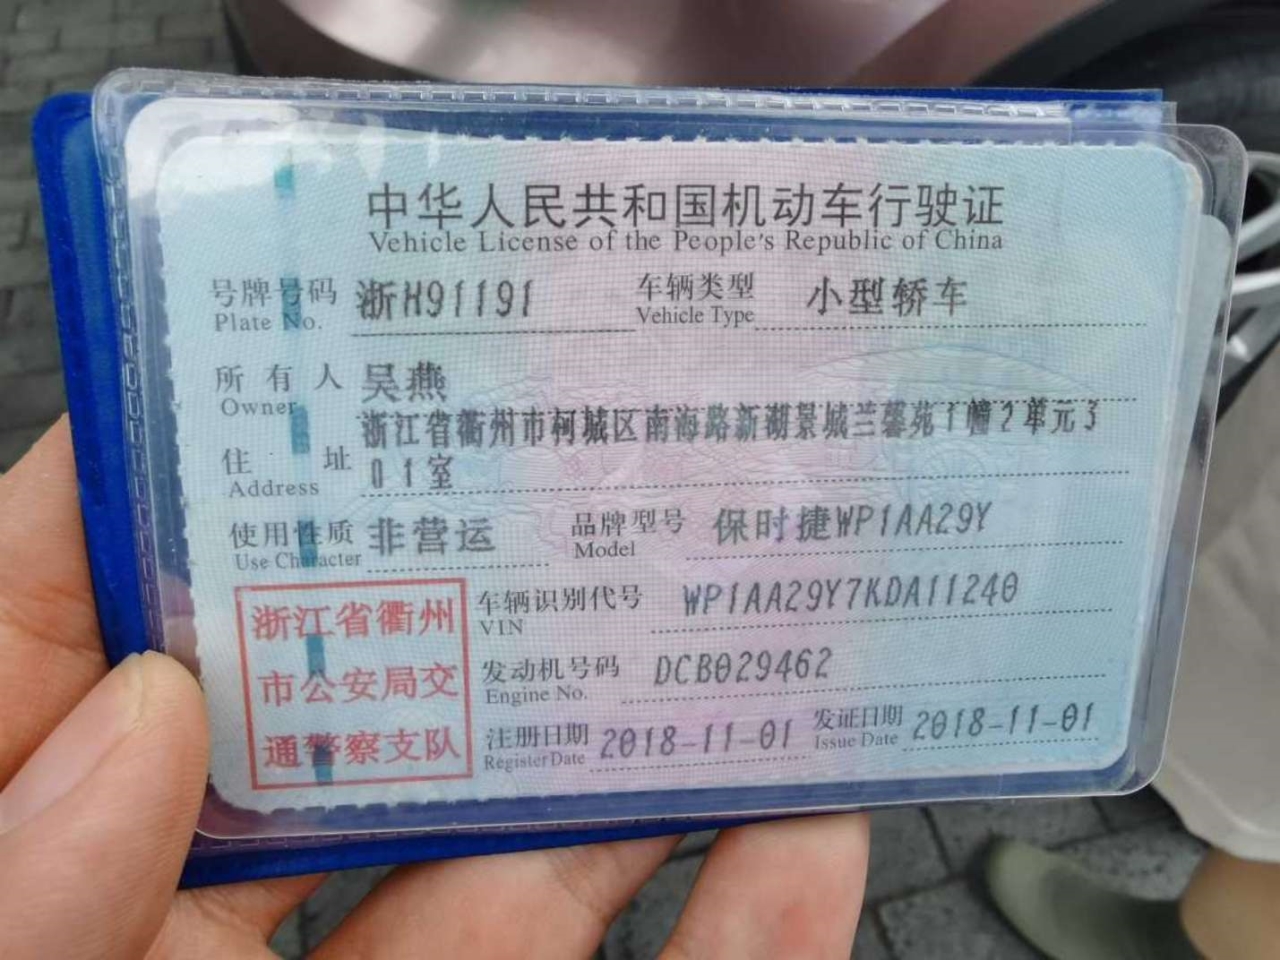 中华人民共和国机动车行驶证
Vehicle License of the People's Republic of China
号牌号码 浙H91191 车辆类型 小型轿车
Plate No. Vehicle Type
所有人 吴燕
Owner
浙江省衢州市柯城区南海路新湖景城兰馨苑1幢2单元3
住址 01室
Address
使用性质 非营运 品牌型号 保时捷WP1AA29Y
Use Character Model
浙江省衢州
市公安局交
通警察支队
车辆识别代号 WP1AA29Y7KDA11240
VIN
发动机号码 DCB029462
Engine No.
注册日期 2018-11-01 发证日期 2018-11-01
Register Date Issue Date